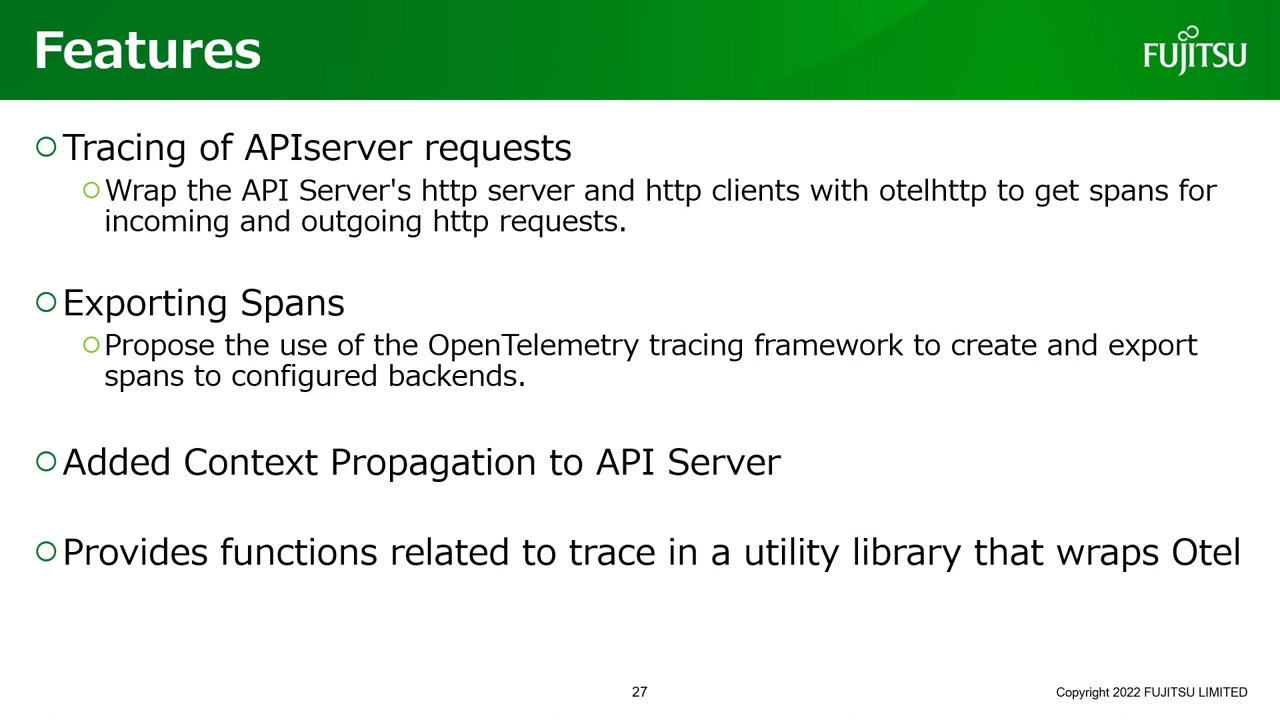 Features
FUJITSU
Tracing of APIserver requests
Wrap the API Server's http server and http clients with otelhttp to get spans for
incoming and outgoing http requests.
Exporting Spans
Propose the use of the OpenTelemetry tracing framework to create and export
spans to configured backends.
Added Context Propagation to API Server
Provides functions related to trace in a utility library that wraps Otel
27
Copyright 2022 FUJITSU LIMITED